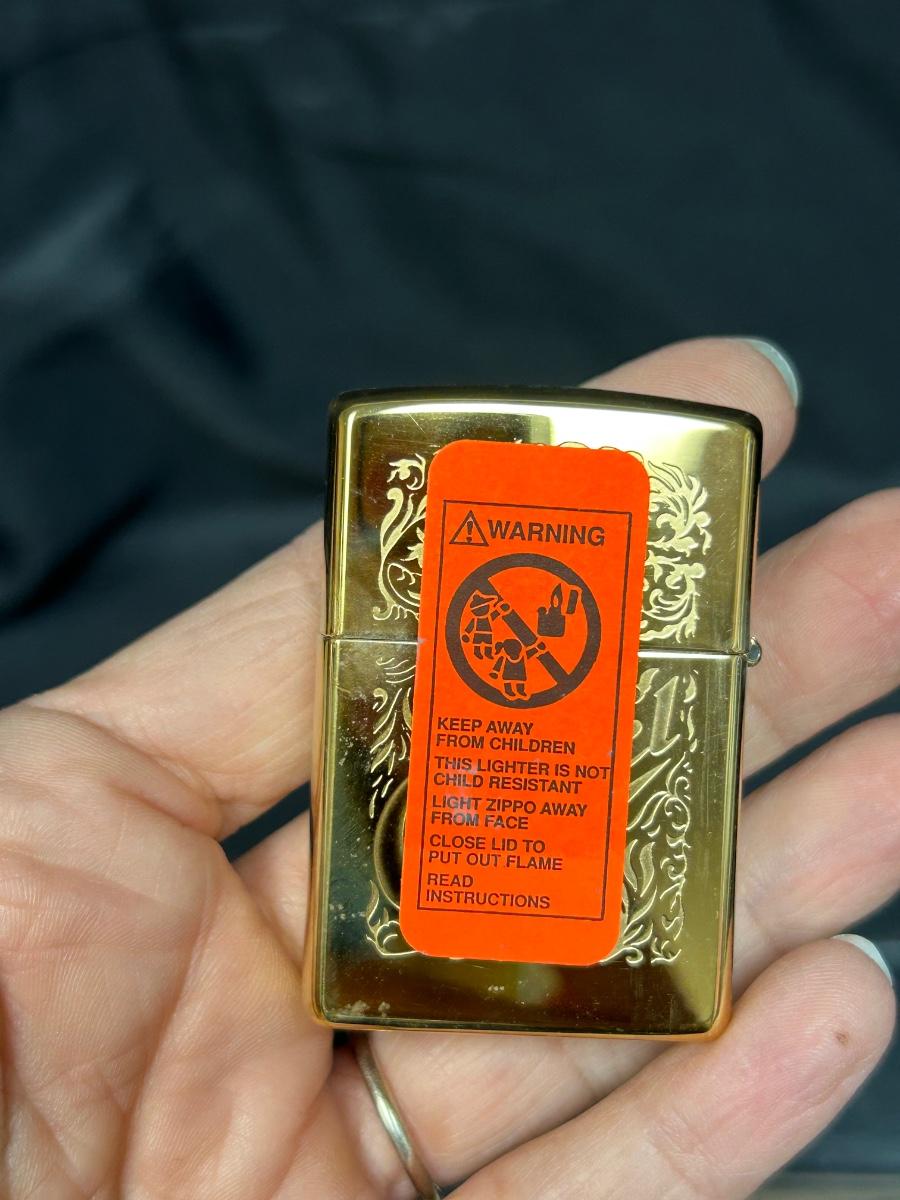 WARNING
KEEP AWAY
FROM CHILDREN
THIS LIGHTER IS NOT
CHILD RESISTANT
LIGHT ZIPPO AWAY
FROM FACE
CLOSE LID TO
PUT OUT FLAME
READ
INSTRUCTIONS